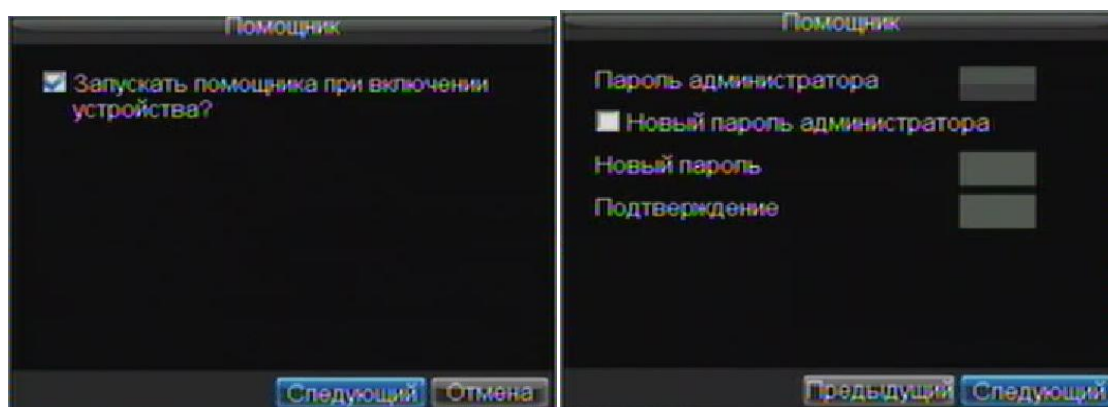 Помощник
Запускать помощника при включении
устройства?
Следующий
Отмена
Помощник
Пароль администратора
Новый пароль администратора
Новый пароль
Подтверждение
Предыдущий
Следующий